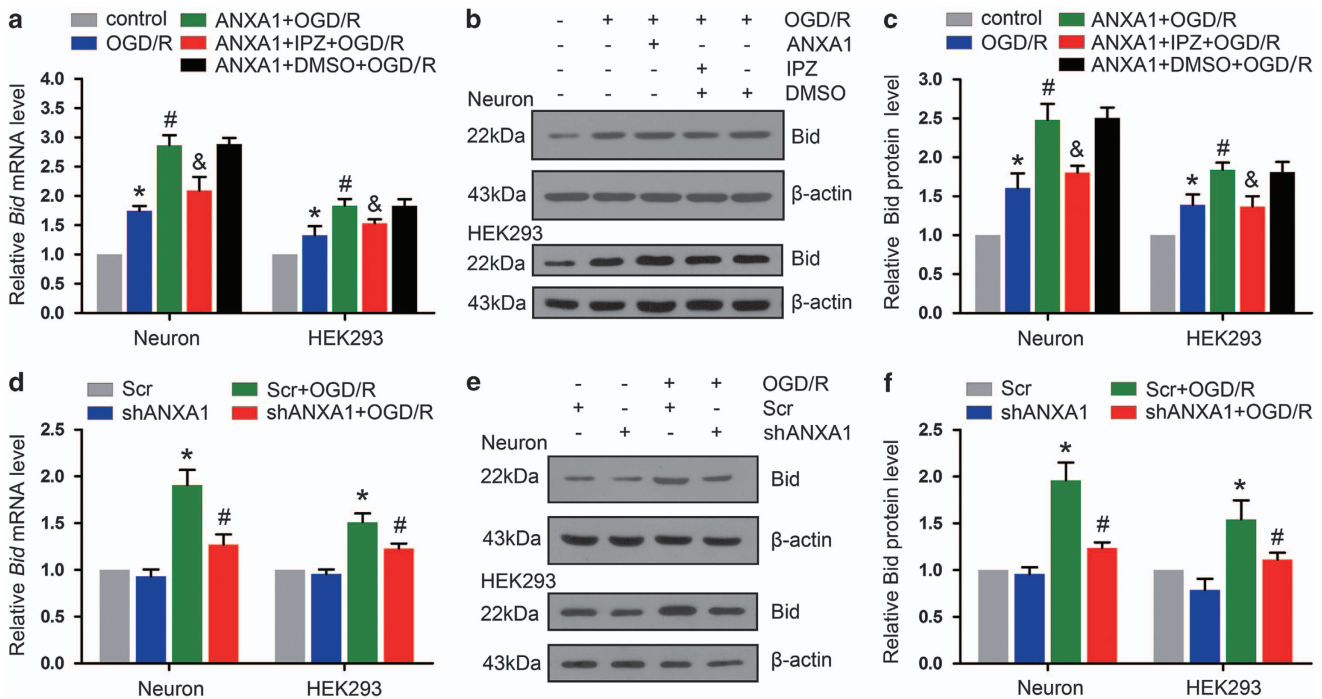 a
control
ANXA1+OGD/R
OGD/R
ANXA1+IPZ+OGD/R
ANXA1+DMSO+OGD/R
Relative Bid mRNA level
4.0
3.5
3.0
2.5
2.0
1.5
1.0
0.5
0.0
* # &
* # &
Neuron
HEK293
b
- + + + + OGD/R
- - + - - ANXA1
- - - + - IPZ
- - - + + DMSO
Neuron
22kDa
Bid
43kDa
β-actin
HEK293
22kDa
Bid
43kDa
β-actin
c
control
ANXA1+OGD/R
OGD/R
ANXA1+IPZ+OGD/R
ANXA1+DMSO+OGD/R
Relative Bid protein level
3.0
2.5
2.0
1.5
1.0
0.5
0.0
* # &
* # &
Neuron
HEK293
d
Scr
Scr+OGD/R
shANXA1
shANXA1+OGD/R
Relative Bid mRNA level
2.5
2.0
1.5
1.0
0.5
0.0
* #
* #
Neuron
HEK293
e
- - + + OGD/R
+ - + - Scr
- + - + shANXA1
Neuron
22kDa
Bid
43kDa
β-actin
HEK293
22kDa
Bid
43kDa
β-actin
f
Scr
Scr+OGD/R
shANXA1
shANXA1+OGD/R
Relative Bid protein level
2.5
2.0
1.5
1.0
0.5
0.0
* #
* #
Neuron
HEK293